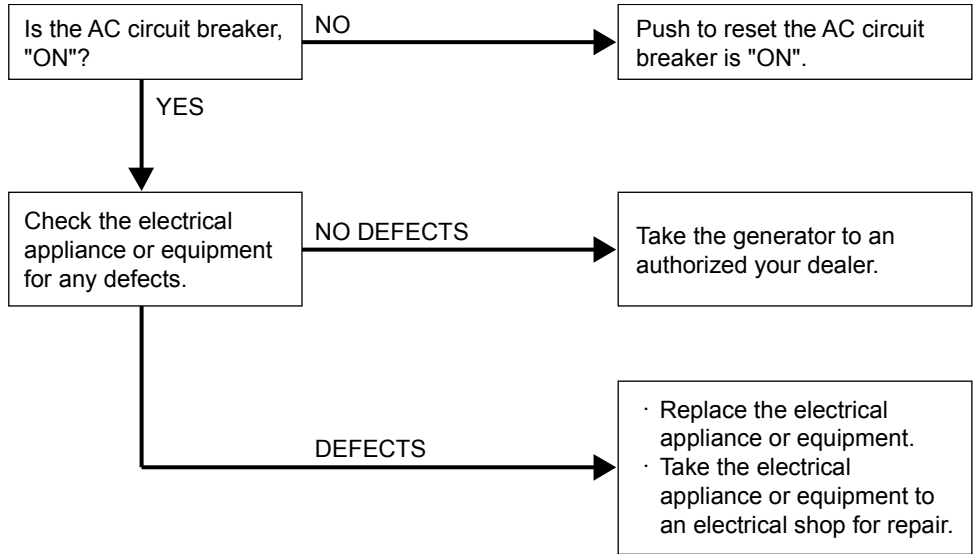 Is the AC circuit breaker,
"ON"?
NO
Push to reset the AC circuit
breaker is "ON".
YES
Check the electrical
appliance or equipment
for any defects.
NO DEFECTS
Take the generator to an
authorized your dealer.
DEFECTS
· Replace the electrical
appliance or equipment.
· Take the electrical
appliance or equipment to
an electrical shop for repair.